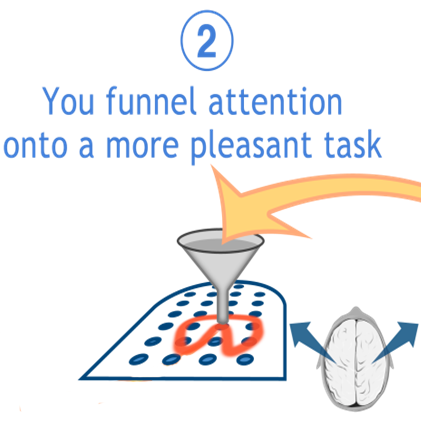 2
You funnel attention
onto a more pleasant task